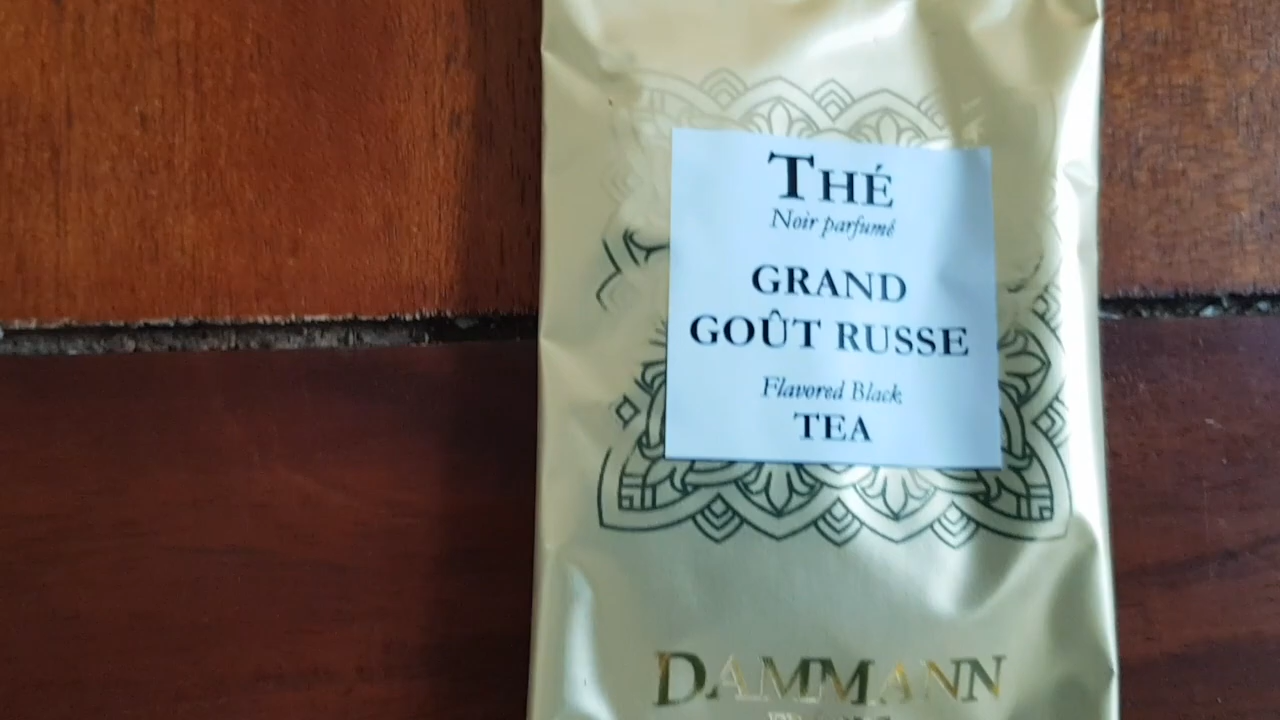 THÉ
Noir parfumé
GRAND
GOÛT RUSSE
Flavored Black
TEA
DAMMANN